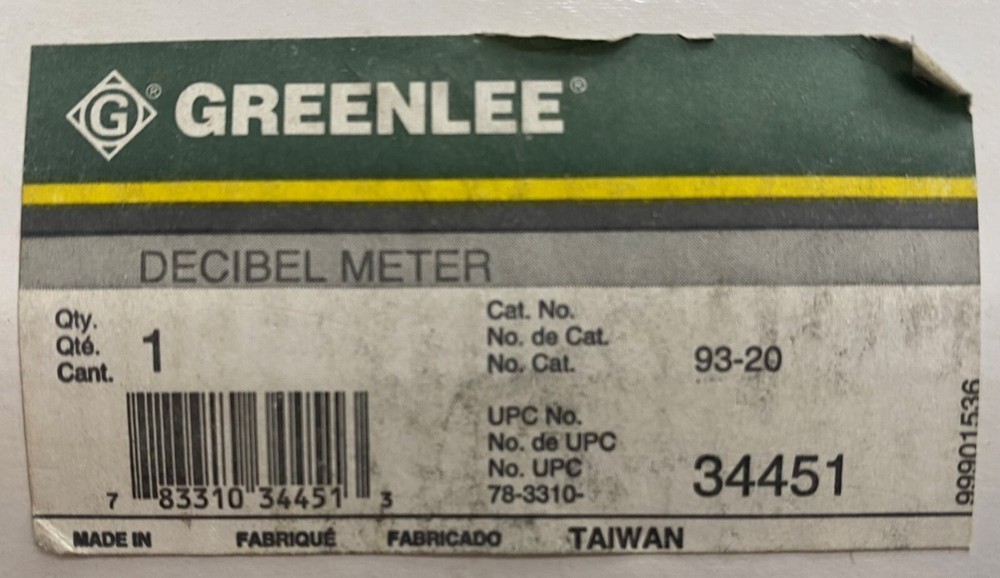 G® GREENLEE®
DECIBEL METER
Qty.
Qté.
Cant.
1
Cat. No.
No. de Cat.
No. Cat.
93-20
UPC No.
No. de UPC
No. UPC
78-3310-
34451
7 83310 34451 3
99901536
MADE IN FABRIQUÉ FABRICADO TAIWAN